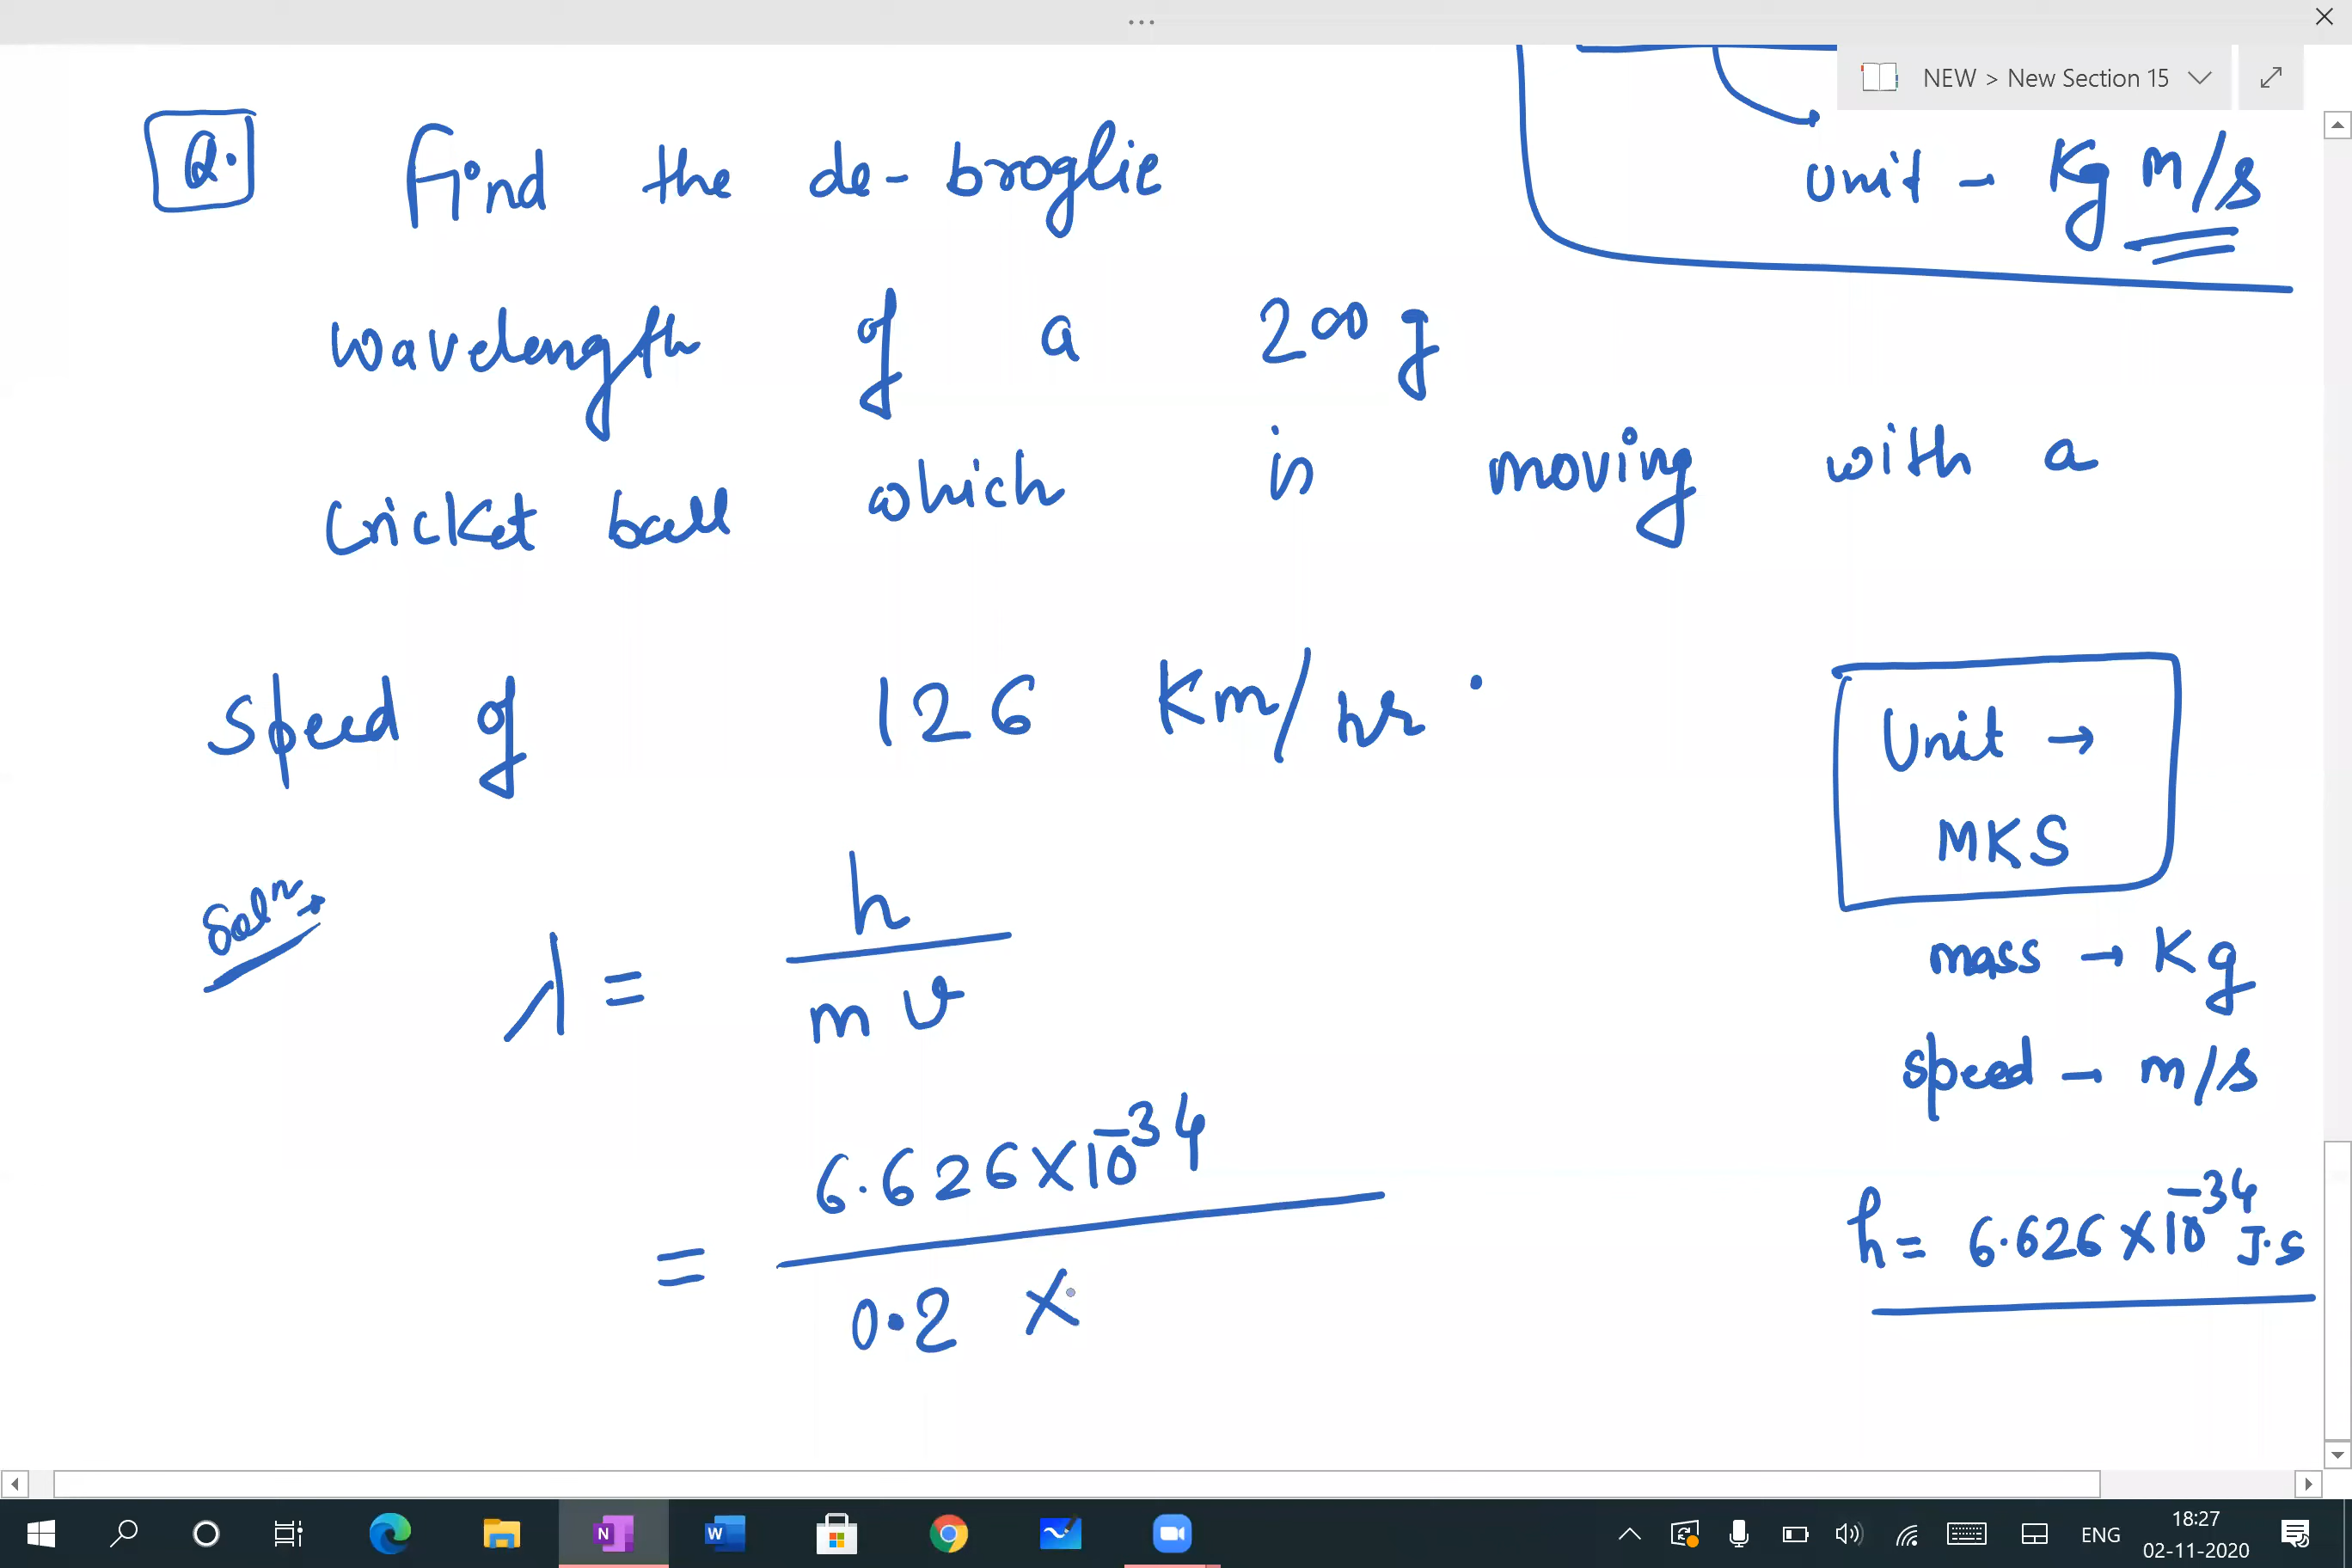 NEW > New Section 15
Q. Find the de-broglie
unit - Kg m/s
wavelength of a 200 g
cricket ball which is moving with a
speed of 126 Km/hr.
Unit →
MKS
Solⁿ→
λ = h / m v
mass → Kg
speed → m/s
= 6.626×10⁻³⁴ / 0.2 ×
h = 6.626×10⁻³⁴ J.s
N
W
ENG
18:27
02-11-2020